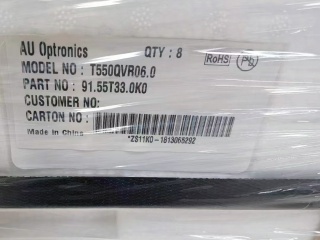 AU Optronics QTY : 8 RoHS Pb
MODEL NO : T550QVR06.0
PART NO : 91.55T33.0K0
CUSTOMER NO:
CARTON NO :
Made in China *ZS11K0-1813065292